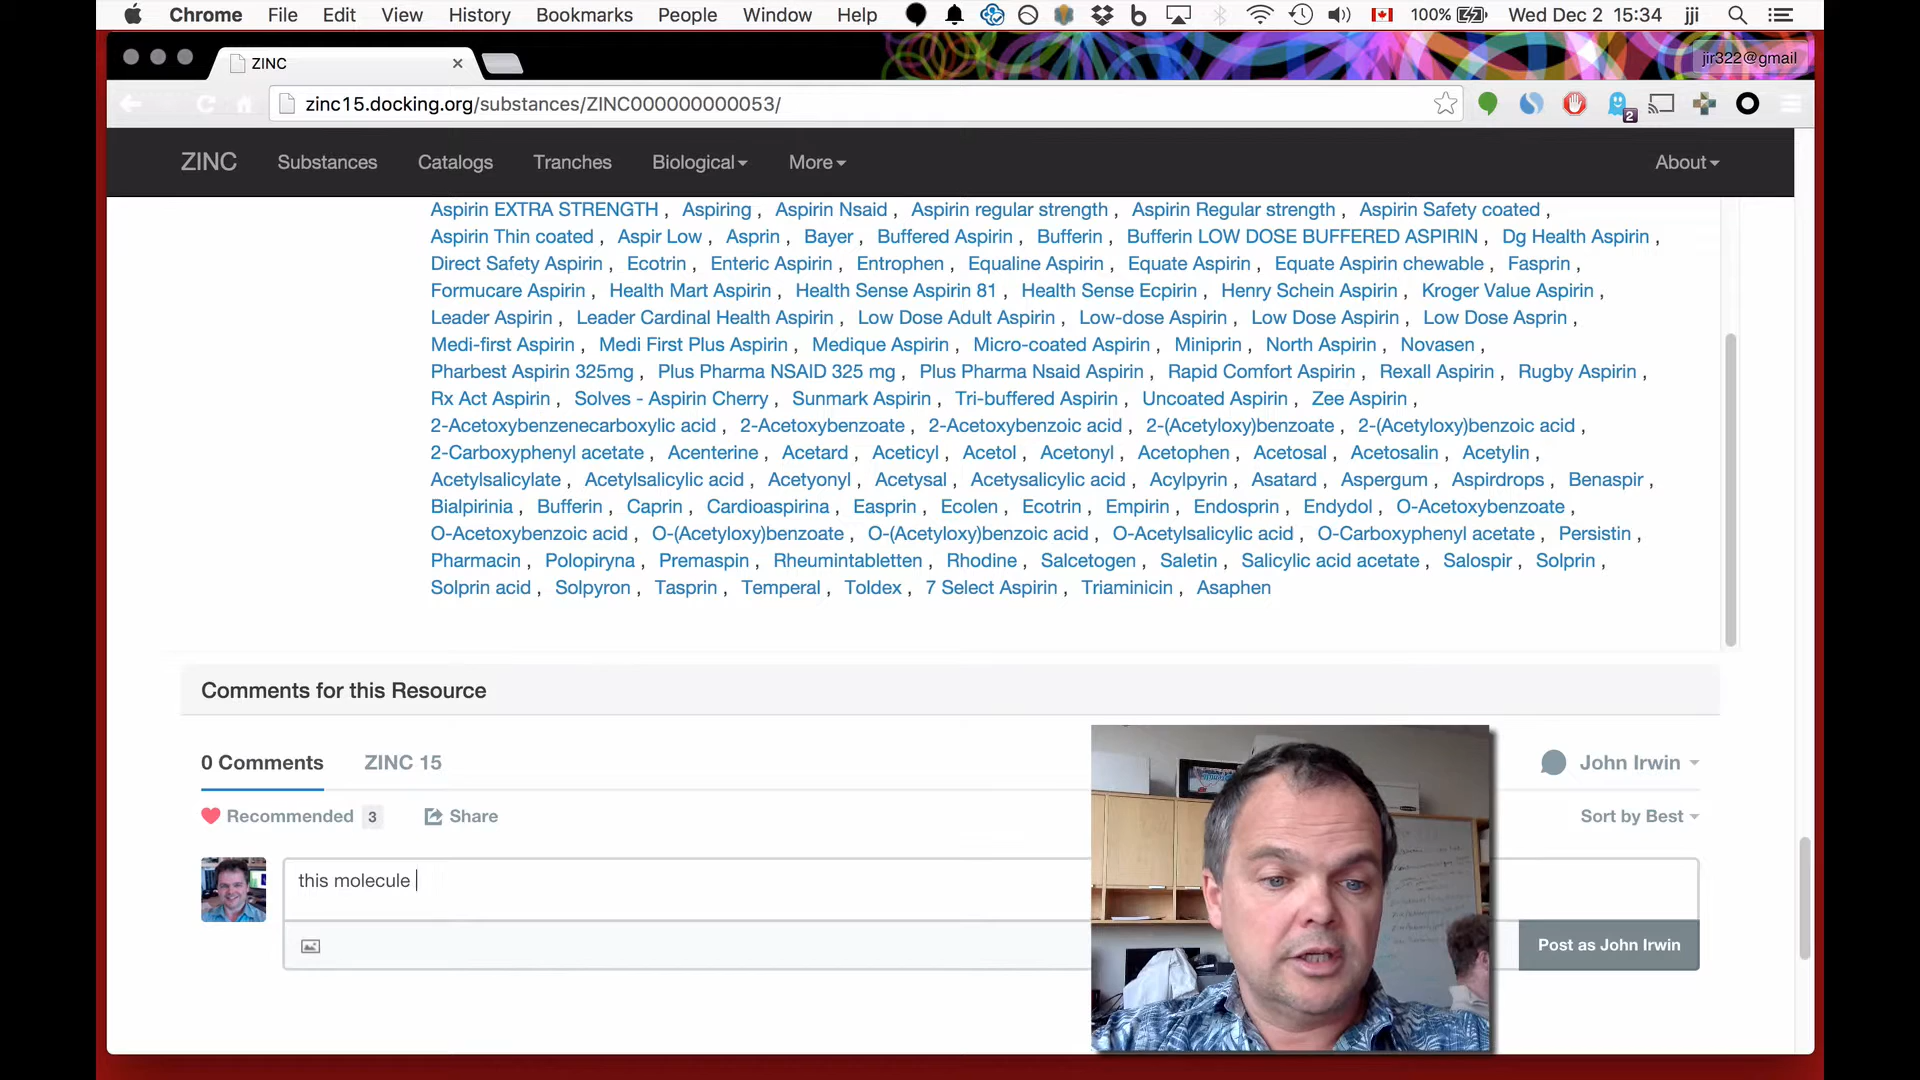 Chrome File Edit View History Bookmarks People Window Help 100% Wed Dec 2 15:34 jji
ZINC
jir322@gmail
zinc15.docking.org/substances/ZINC000000000053/
2
ZINC Substances Catalogs Tranches Biological More About
Aspirin EXTRA STRENGTH , Aspiring , Aspirin Nsaid , Aspirin regular strength , Aspirin Regular strength , Aspirin Safety coated ,
Aspirin Thin coated , Aspir Low , Asprin , Bayer , Buffered Aspirin , Bufferin , Bufferin LOW DOSE BUFFERED ASPIRIN , Dg Health Aspirin ,
Direct Safety Aspirin , Ecotrin , Enteric Aspirin , Entrophen , Equaline Aspirin , Equate Aspirin , Equate Aspirin chewable , Fasprin ,
Formucare Aspirin , Health Mart Aspirin , Health Sense Aspirin 81 , Health Sense Ecpirin , Henry Schein Aspirin , Kroger Value Aspirin ,
Leader Aspirin , Leader Cardinal Health Aspirin , Low Dose Adult Aspirin , Low-dose Aspirin , Low Dose Aspirin , Low Dose Asprin ,
Medi-first Aspirin , Medi First Plus Aspirin , Medique Aspirin , Micro-coated Aspirin , Miniprin , North Aspirin , Novasen ,
Pharbest Aspirin 325mg , Plus Pharma NSAID 325 mg , Plus Pharma Nsaid Aspirin , Rapid Comfort Aspirin , Rexall Aspirin , Rugby Aspirin ,
Rx Act Aspirin , Solves - Aspirin Cherry , Sunmark Aspirin , Tri-buffered Aspirin , Uncoated Aspirin , Zee Aspirin ,
2-Acetoxybenzenecarboxylic acid , 2-Acetoxybenzoate , 2-Acetoxybenzoic acid , 2-(Acetyloxy)benzoate , 2-(Acetyloxy)benzoic acid ,
2-Carboxyphenyl acetate , Acenterine , Acetard , Aceticyl , Acetol , Acetonyl , Acetophen , Acetosal , Acetosalin , Acetylin ,
Acetylsalicylate , Acetylsalicylic acid , Acetyonyl , Acetysal , Acetysalicylic acid , Acylpyrin , Asatard , Aspergum , Aspirdrops , Benaspir ,
Bialpirinia , Bufferin , Caprin , Cardioaspirina , Easprin , Ecolen , Ecotrin , Empirin , Endosprin , Endydol , O-Acetoxybenzoate ,
O-Acetoxybenzoic acid , O-(Acetyloxy)benzoate , O-(Acetyloxy)benzoic acid , O-Acetylsalicylic acid , O-Carboxyphenyl acetate , Persistin ,
Pharmacin , Polopiryna , Premaspin , Rheumintabletten , Rhodine , Salcetogen , Saletin , Salicylic acid acetate , Salospir , Solprin ,
Solprin acid , Solpyron , Tasprin , Temperal , Toldex , 7 Select Aspirin , Triaminicin , Asaphen
Comments for this Resource
0 Comments ZINC 15 John Irwin
Recommended 3 Share Sort by Best
this molecule
Post as John Irwin